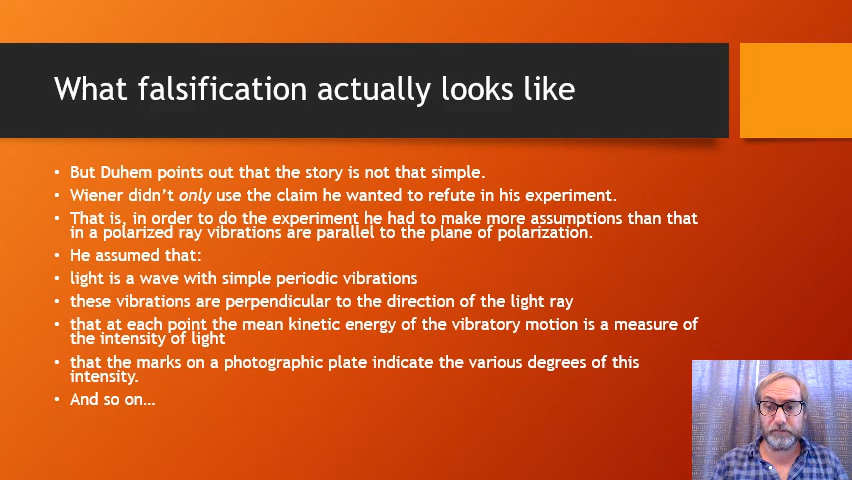 What falsification actually looks like
But Duhem points out that the story is not that simple.
Wiener didn't only use the claim he wanted to refute in his experiment.
That is, in order to do the experiment he had to make more assumptions than that
in a polarized ray vibrations are parallel to the plane of polarization.
He assumed that:
light is a wave with simple periodic vibrations
these vibrations are perpendicular to the direction of the light ray
that at each point the mean kinetic energy of the vibratory motion is a measure of
the intensity of light
that the marks on a photographic plate indicate the various degrees of this
intensity.
And so on…